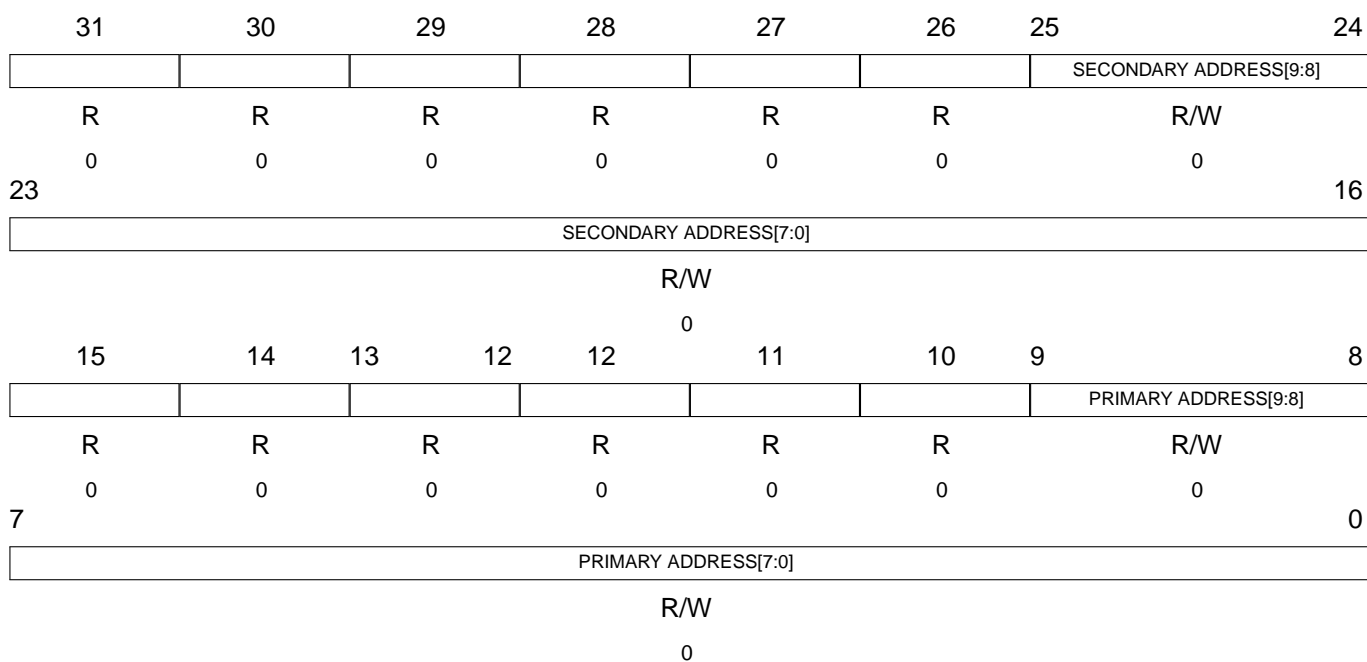 31 30 29 28 27 26 25 24
SECONDARY ADDRESS[9:8]
R R R R R R R/W
0 0 0 0 0 0 0
23 16
SECONDARY ADDRESS[7:0]
R/W
0
15 14 13 12 12 11 10 9 8
PRIMARY ADDRESS[9:8]
R R R R R R R/W
0 0 0 0 0 0 0
7 0
PRIMARY ADDRESS[7:0]
R/W
0